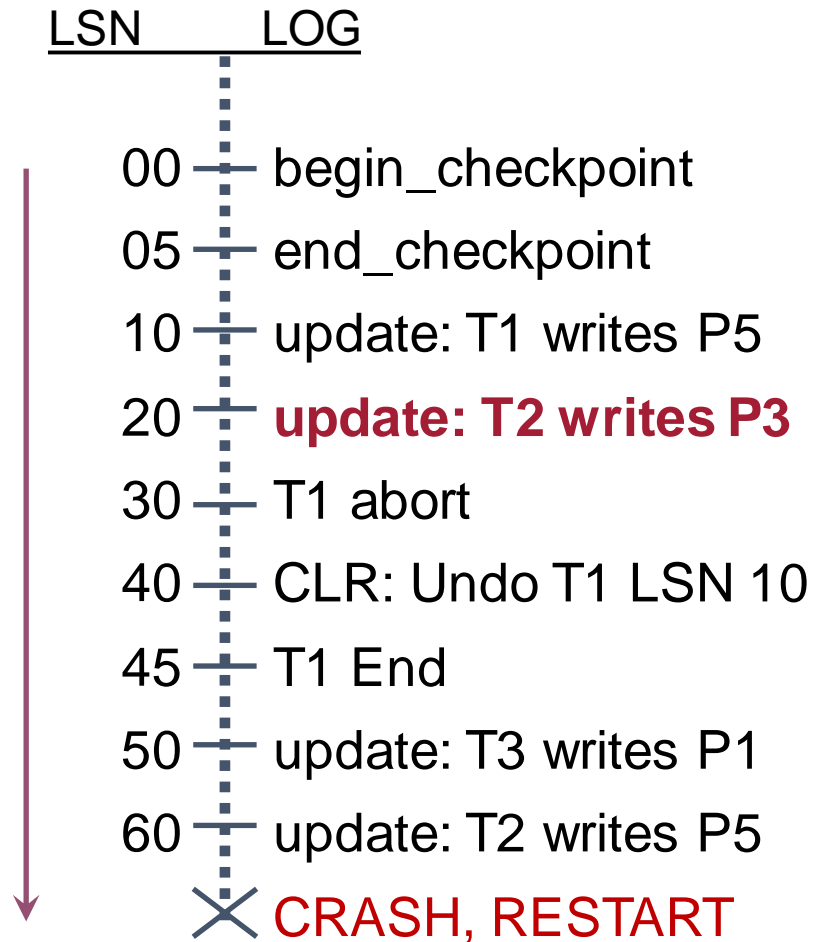 LSN LOG
00 begin_checkpoint
05 end_checkpoint
10 update: T1 writes P5
20 update: T2 writes P3
30 T1 abort
40 CLR: Undo T1 LSN 10
45 T1 End
50 update: T3 writes P1
60 update: T2 writes P5
CRASH, RESTART